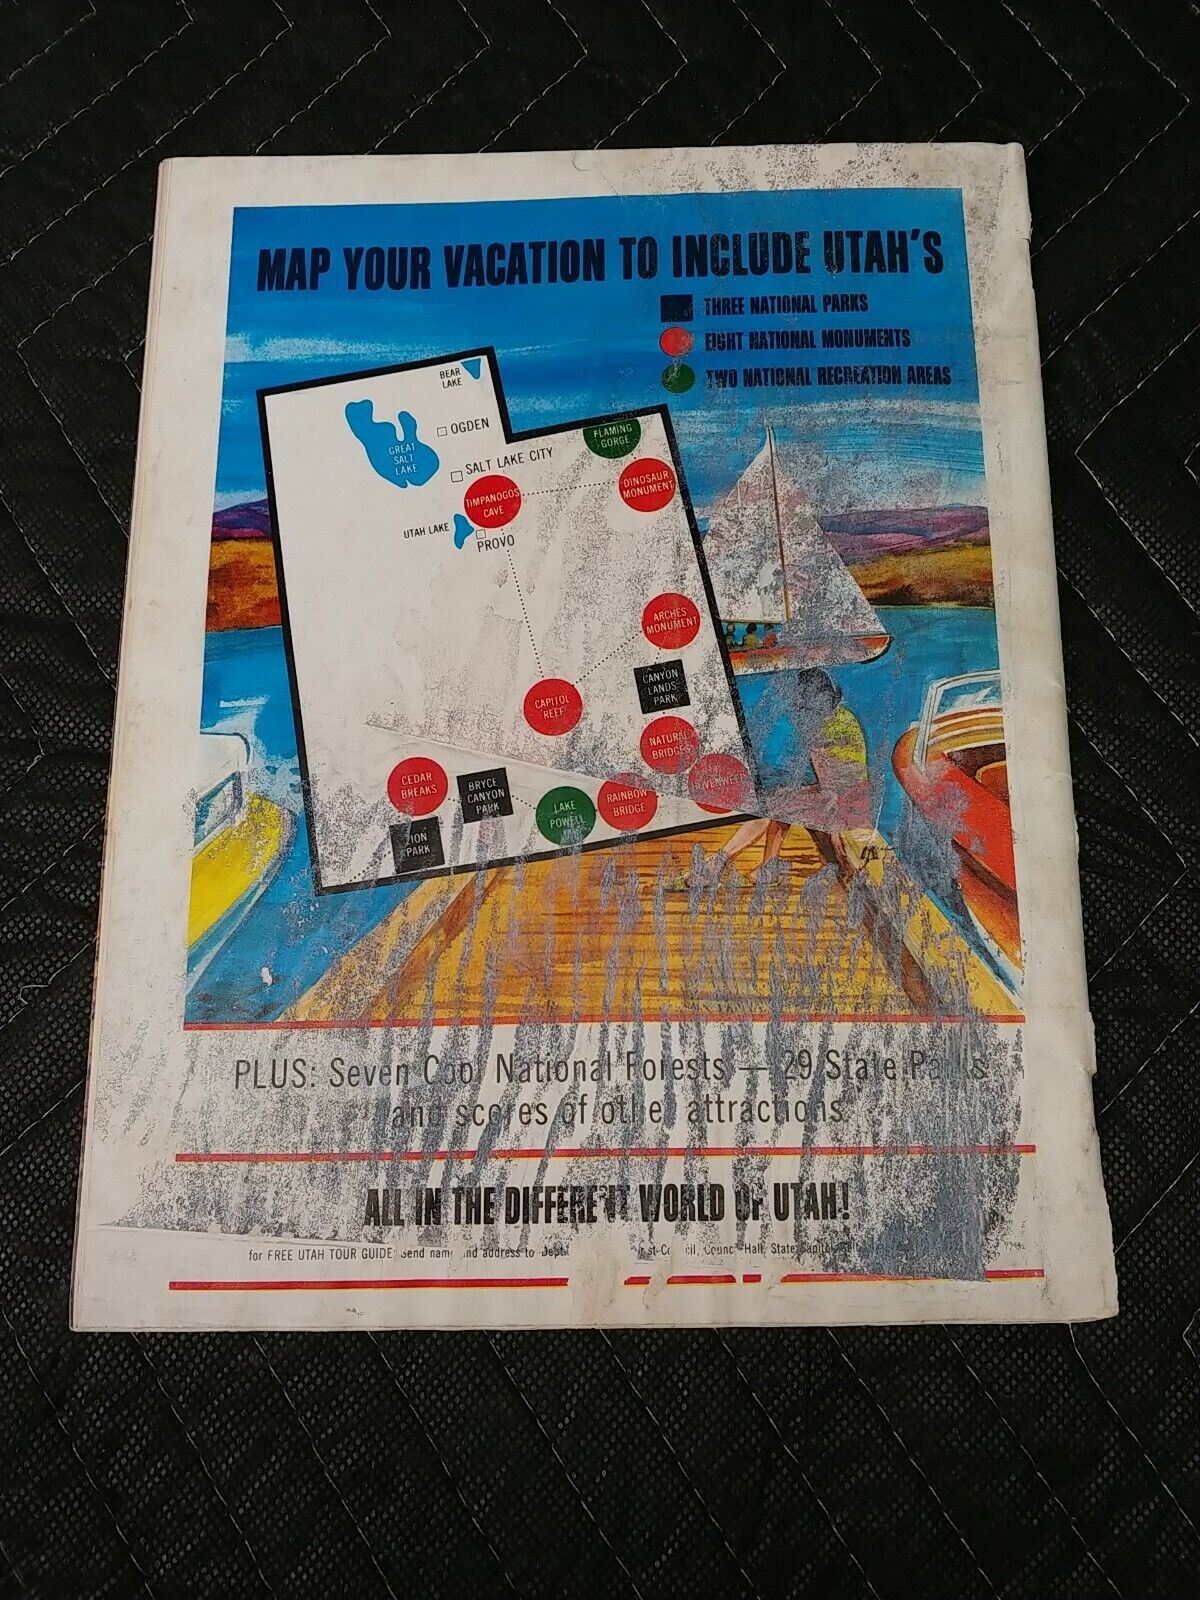 MAP YOUR VACATION TO INCLUDE UTAH'S
THREE NATIONAL PARKS
EIGHT NATIONAL MONUMENTS
TWO NATIONAL RECREATION AREAS
BEAR
LAKE
OGDEN
GREAT
SALT
LAKE
SALT LAKE CITY
FLAMING
GORGE
TIMPANOGOS
CAVE
DINOSAUR
MONUMENT
UTAH LAKE
PROVO
ARCHES
MONUMENT
CANYON
LANDS
PARK
CAPITOL
REEF
NATURAL
BRIDGES
CEDAR
BREAKS
BRYCE
CANYON
PARK
LAKE
POWELL
RAINBOW
BRIDGE
ZION
PARK
PLUS: Seven Cool National Forests — 29 State Parks
and scores of other attractions
ALL IN THE DIFFERENT WORLD OF UTAH!
for FREE UTAH TOUR GUIDE: Send name and address to Dept. Council, Council Hall, State Capitol